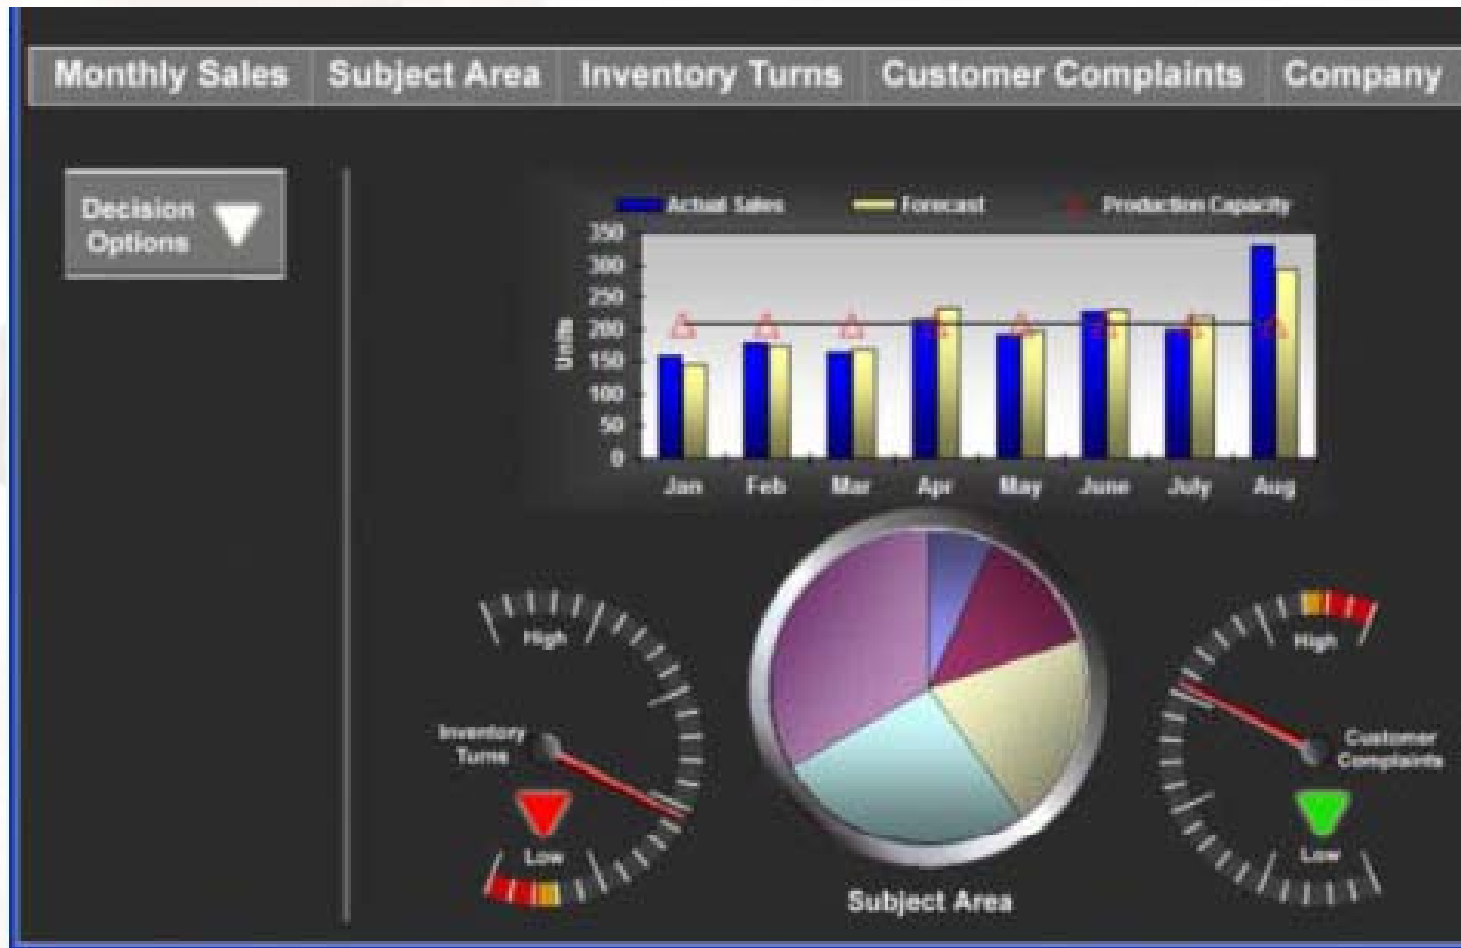 Monthly Sales Subject Area Inventory Turns Customer Complaints Company
Decision
Options
Actual Sales Forecast Production Capacity
350
300
250
200
150
100
50
0
Units
Jan Feb Mar Apr May June July Aug
High
Inventory
Turns
Low
High
Customer
Complaints
Low
Subject Area